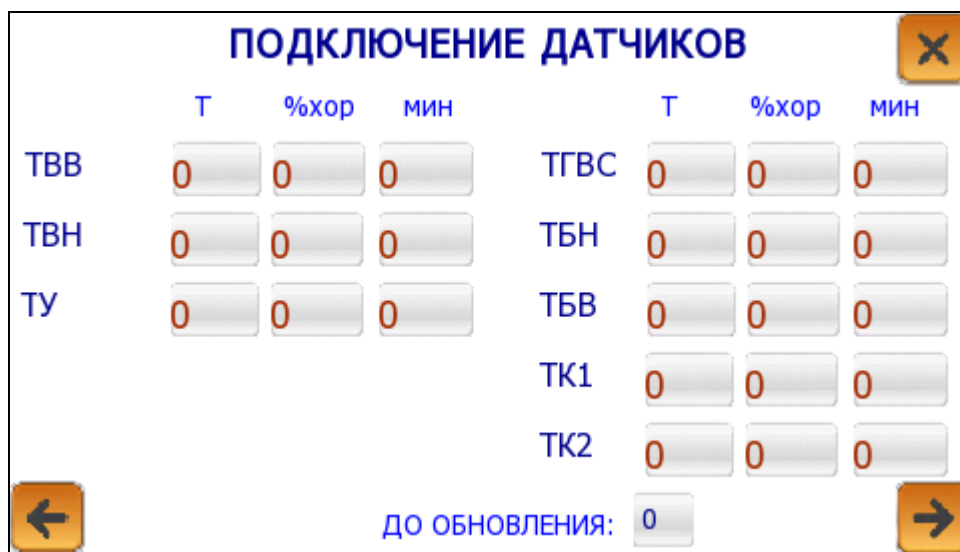 ПОДКЛЮЧЕНИЕ ДАТЧИКОВ
Т %хор мин Т %хор мин
ТВВ 0 0 0 ТГВС 0 0 0
ТВН 0 0 0 ТБН 0 0 0
ТУ 0 0 0 ТБВ 0 0 0
ТК1 0 0 0
ТК2 0 0 0
ДО ОБНОВЛЕНИЯ: 0